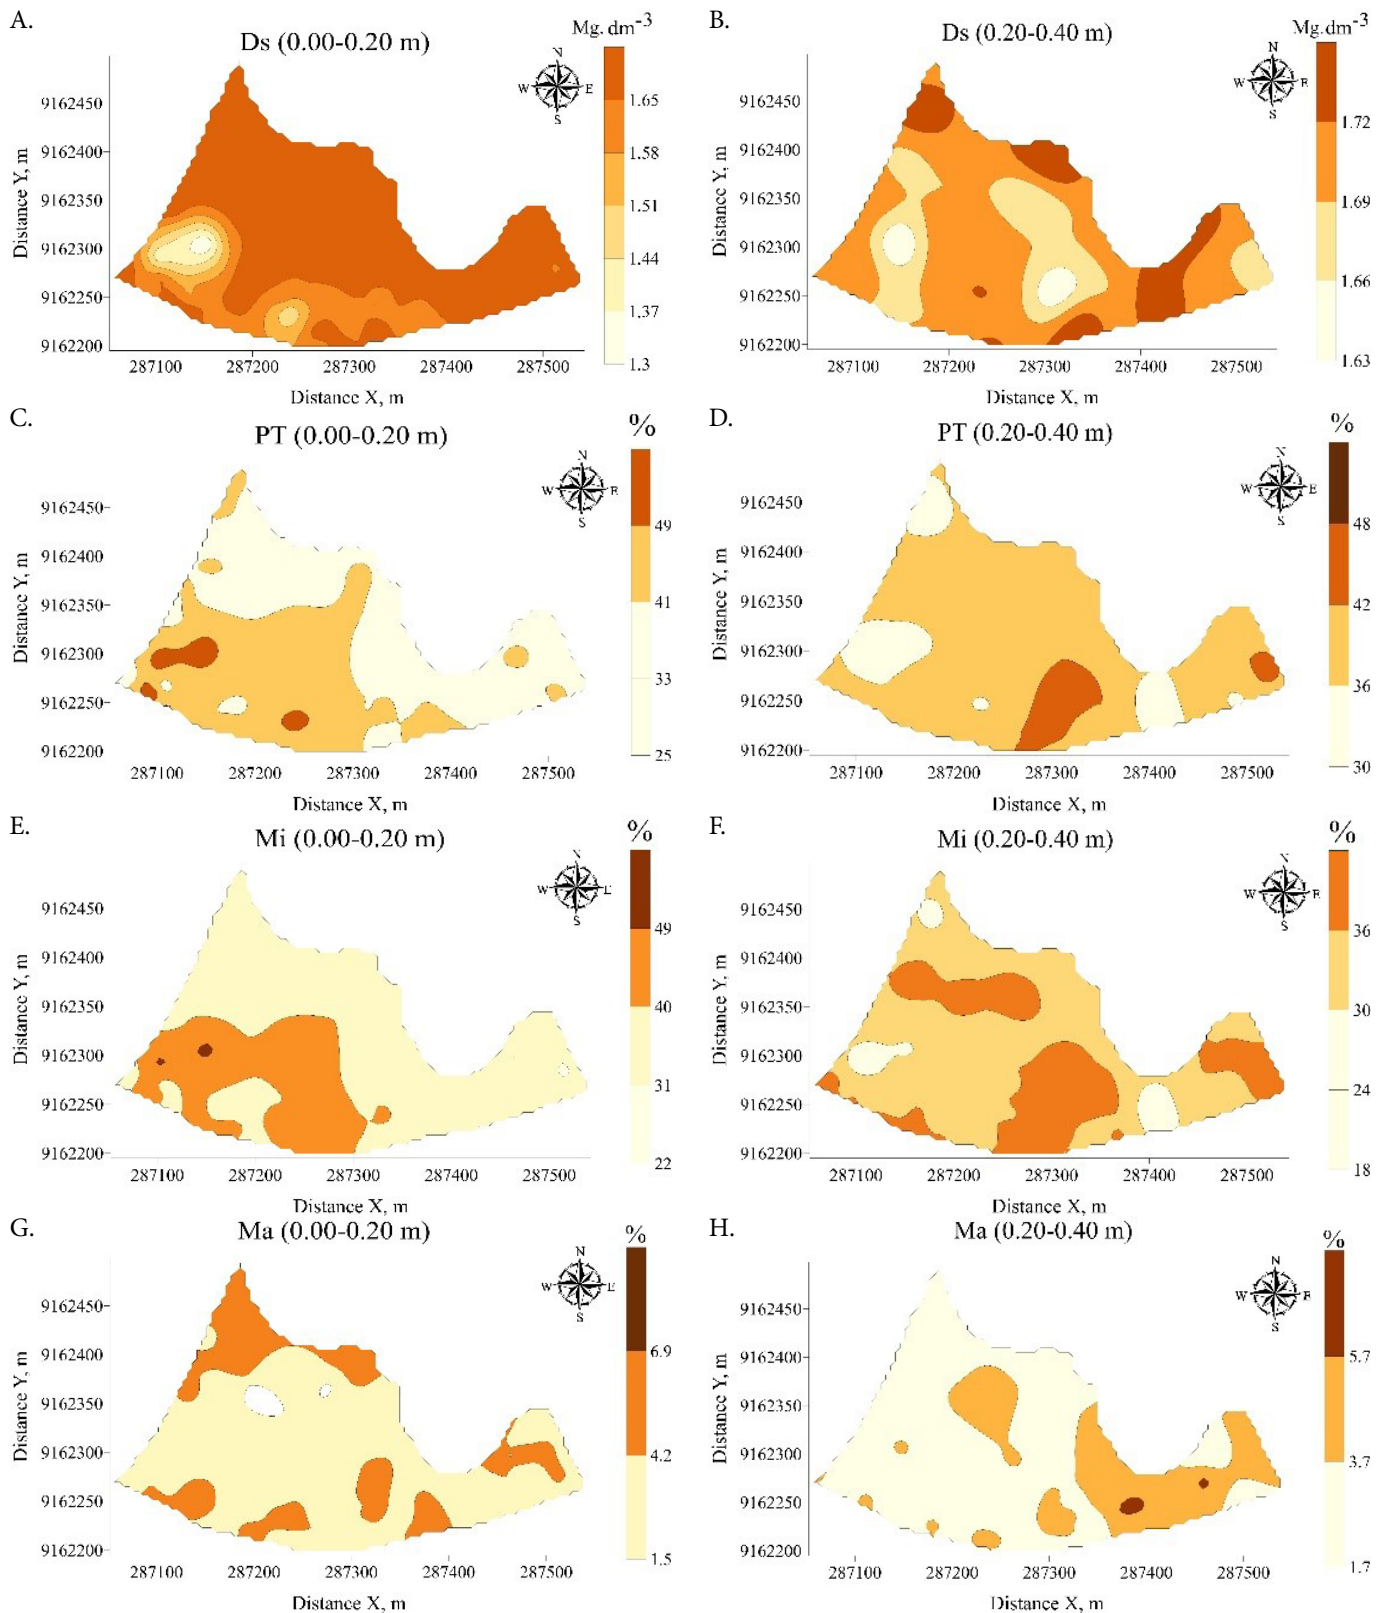 A.
Ds (0.00-0.20 m)
Mg.dm-3
N
W E
S
9162450
9162400
9162350
9162300
9162250
9162200
Distance Y, m
287100 287200 287300 287400 287500
Distance X, m
1.65
1.58
1.51
1.44
1.37
1.3
B.
Ds (0.20-0.40 m)
Mg.dm-3
N
W E
S
9162450
9162400
9162350
9162300
9162250
9162200
Distance Y, m
287100 287200 287300 287400 287500
Distance X, m
1.72
1.69
1.66
1.63
C.
PT (0.00-0.20 m)
%
N
W E
S
9162450
9162400
9162350
9162300
9162250
9162200
Distance Y, m
287100 287200 287300 287400 287500
Distance X, m
49
41
33
25
D.
PT (0.20-0.40 m)
%
N
W E
S
9162450
9162400
9162350
9162300
9162250
9162200
Distance Y, m
287100 287200 287300 287400 287500
Distance X, m
48
42
36
30
E.
Mi (0.00-0.20 m)
%
N
W E
S
9162450
9162400
9162350
9162300
9162250
9162200
Distance Y, m
287100 287200 287300 287400 287500
Distance X, m
49
40
31
22
F.
Mi (0.20-0.40 m)
%
N
W E
S
9162450
9162400
9162350
9162300
9162250
9162200
Distance Y, m
287100 287200 287300 287400 287500
Distance X, m
36
30
24
18
G.
Ma (0.00-0.20 m)
%
N
W E
S
9162450
9162400
9162350
9162300
9162250
9162200
Distance Y, m
287100 287200 287300 287400 287500
Distance X, m
6.9
4.2
1.5
H.
Ma (0.20-0.40 m)
%
N
W E
S
9162450
9162400
9162350
9162300
9162250
9162200
Distance Y, m
287100 287200 287300 287400 287500
Distance X, m
5.7
3.7
1.7